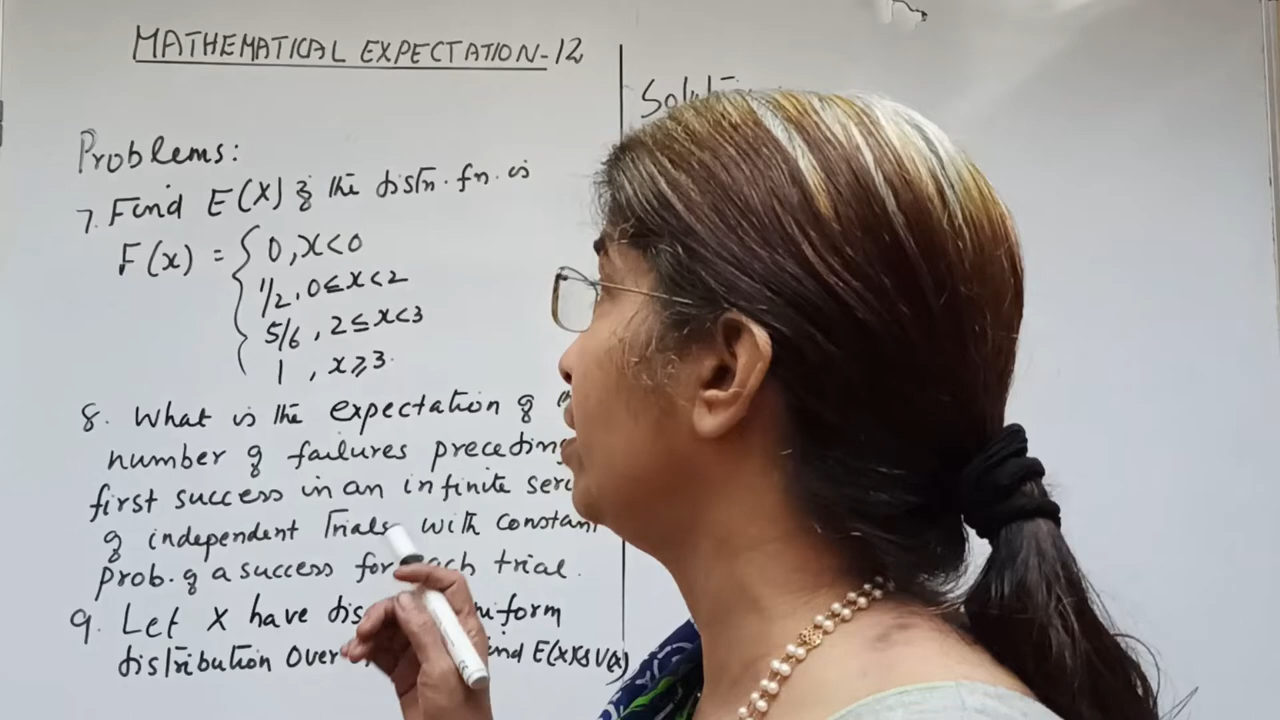 MATHEMATICAL EXPECTATION-12
Problems:
7. Find E(X) if the distn. fn. is
F(x) = { 0, x<0
1/2, 0≤x<2
5/6, 2≤x<3
1, x≥3.
8. What is the expectation of
number of failures preceding
first success in an infinite
of independent Trials with constant
prob. of a success for each trial.
9. Let X have
distribution over E(X) & V(X)